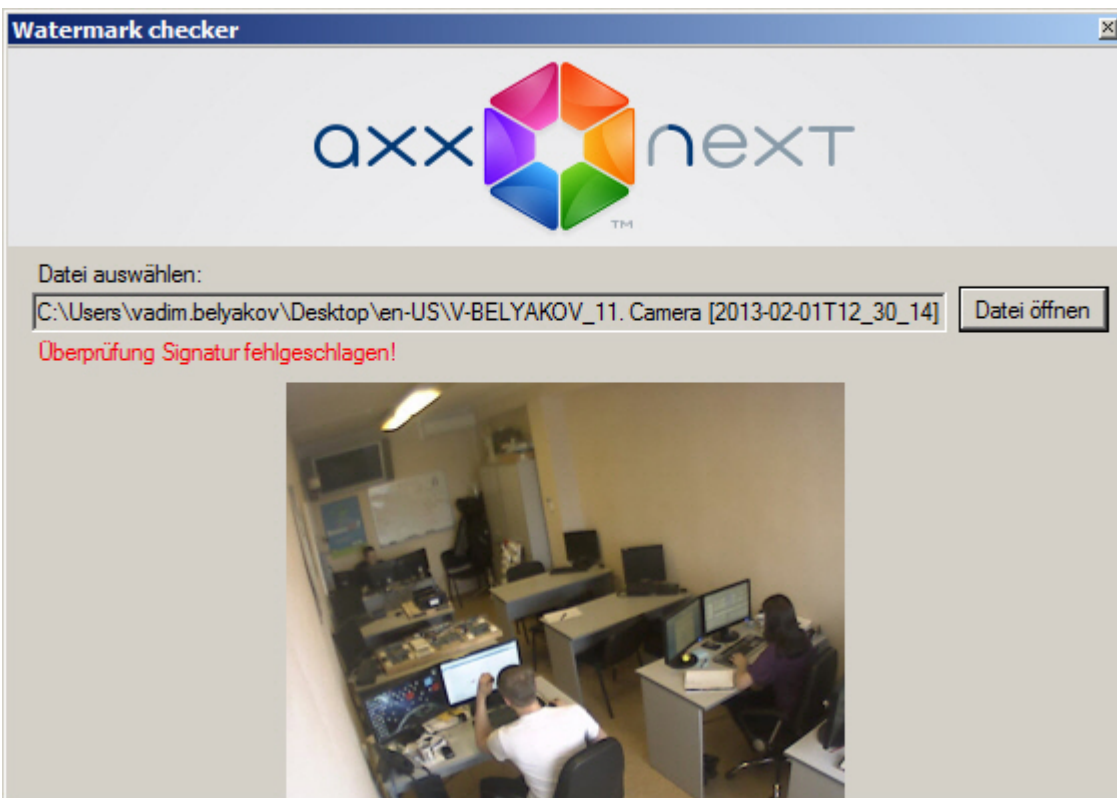 Watermark checker
axx next
TM
Datei auswählen:
C:\Users\vadim.belyakov\Desktop\en-US\V-BELYAKOV_11. Camera [2013-02-01T12_30_14]
Datei öffnen
Überprüfung Signatur fehlgeschlagen!